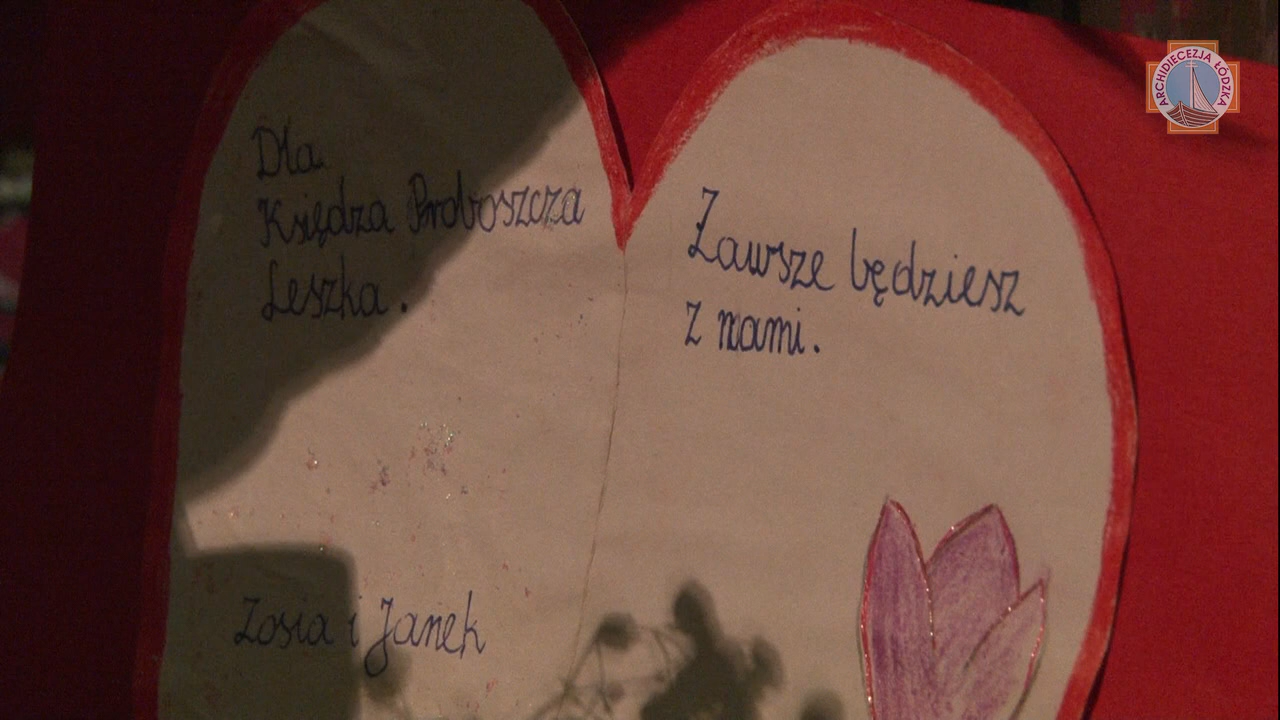 Dla
Księdza Proboszcza
Leszka.
Zawsze będziesz
z nami.
Zosia i Janek
ARCHIDIECEZJA ŁÓDZKA